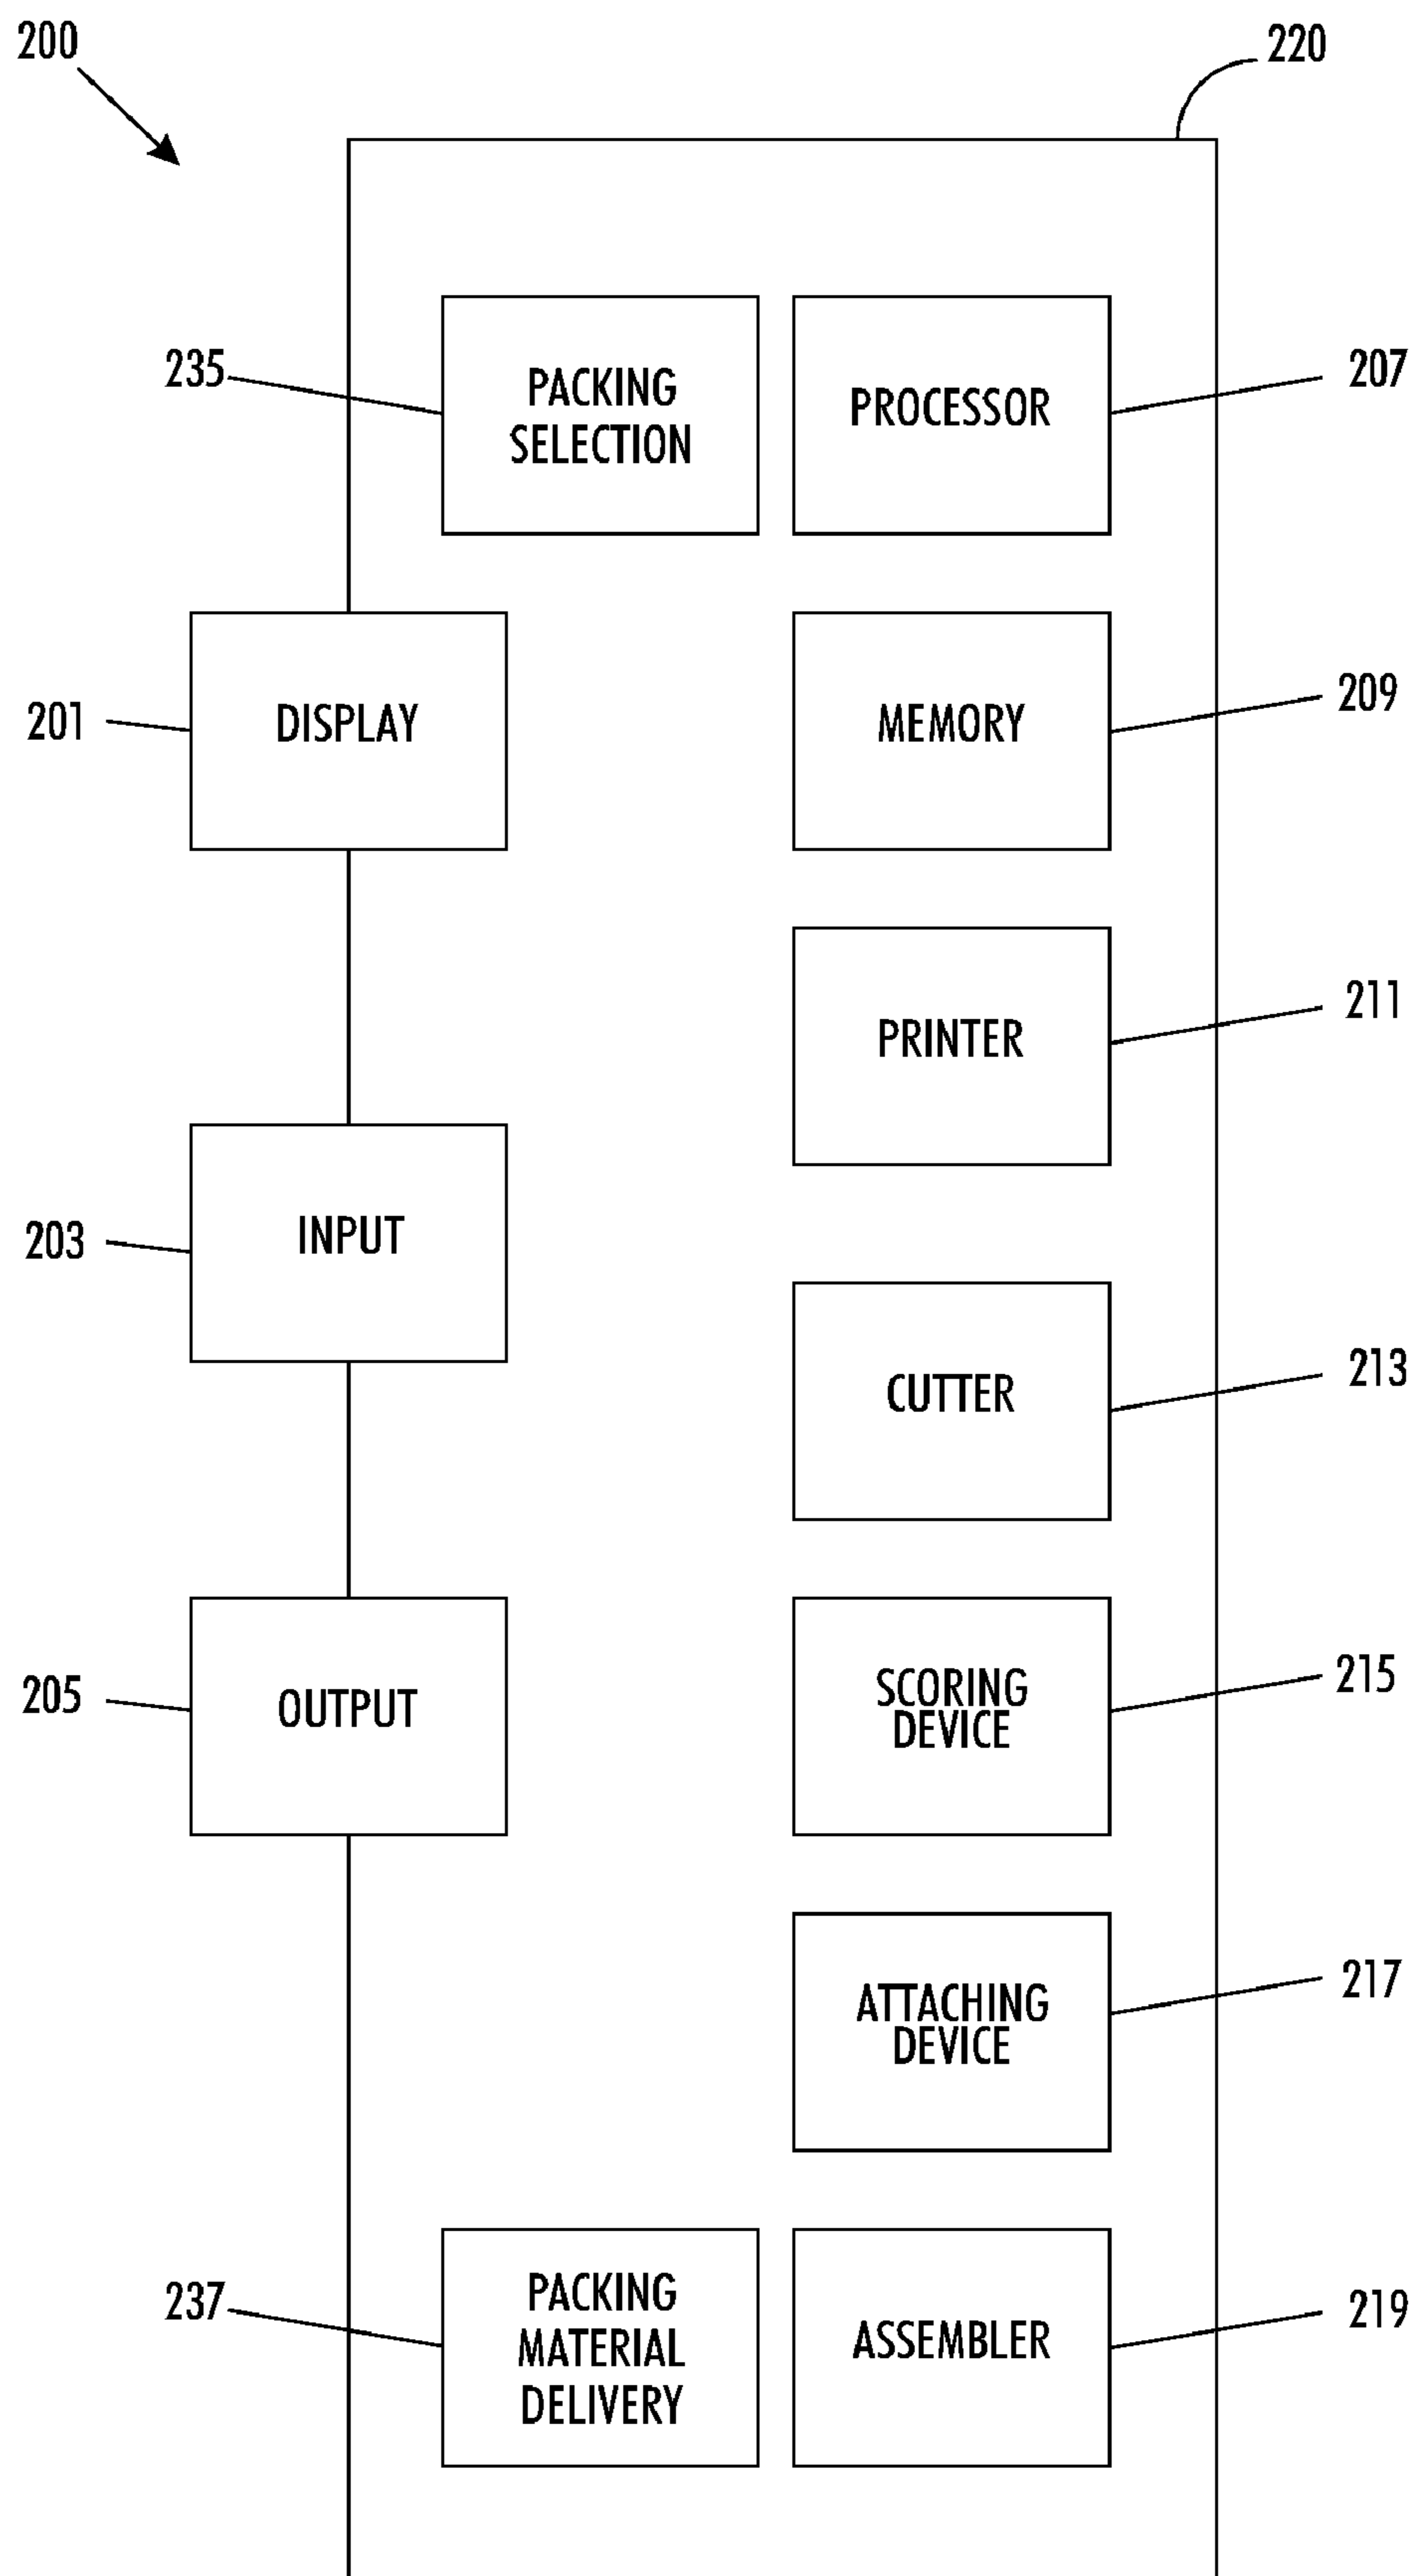 200
220
235
PACKING
SELECTION
PROCESSOR
207
201
DISPLAY
MEMORY
209
PRINTER
211
203
INPUT
CUTTER
213
205
OUTPUT
SCORING
DEVICE
215
ATTACHING
DEVICE
217
237
PACKING
MATERIAL
DELIVERY
ASSEMBLER
219